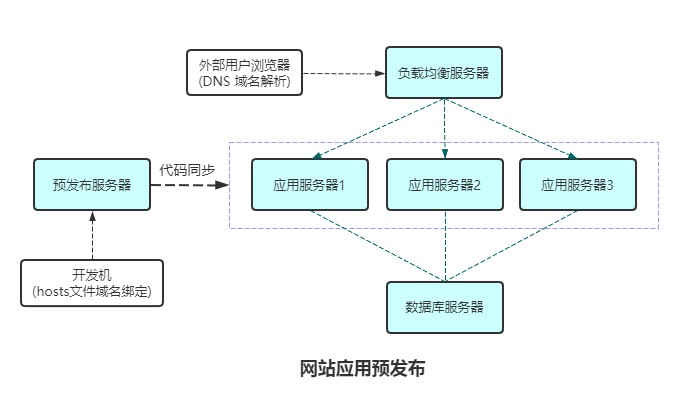 外部用户浏览器
(DNS 域名解析)
负载均衡服务器
代码同步
预发布服务器
应用服务器1
应用服务器2
应用服务器3
开发机
(hosts文件域名绑定)
数据库服务器
网站应用预发布